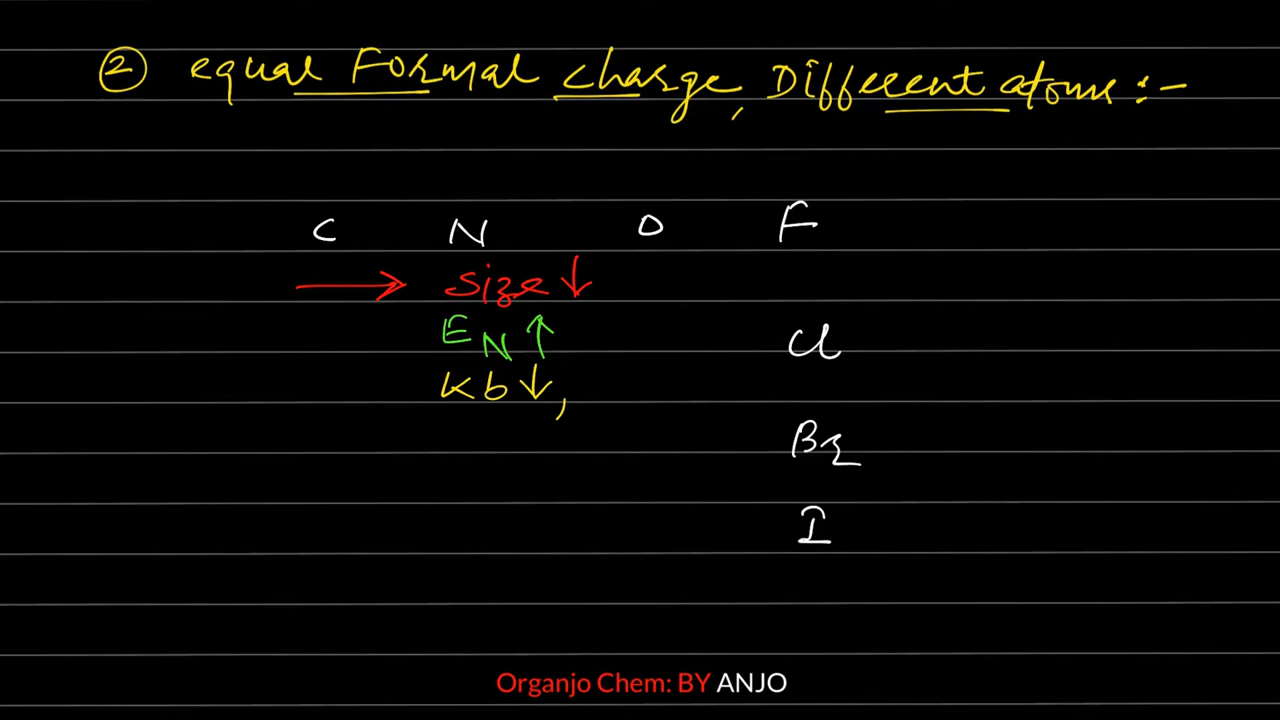 ② equal Formal charge, Different atoms :-
C N O F
→ size ↓
EN ↑
Cl
Kb ↓,
Br
I
Organjo Chem: BY ANJO